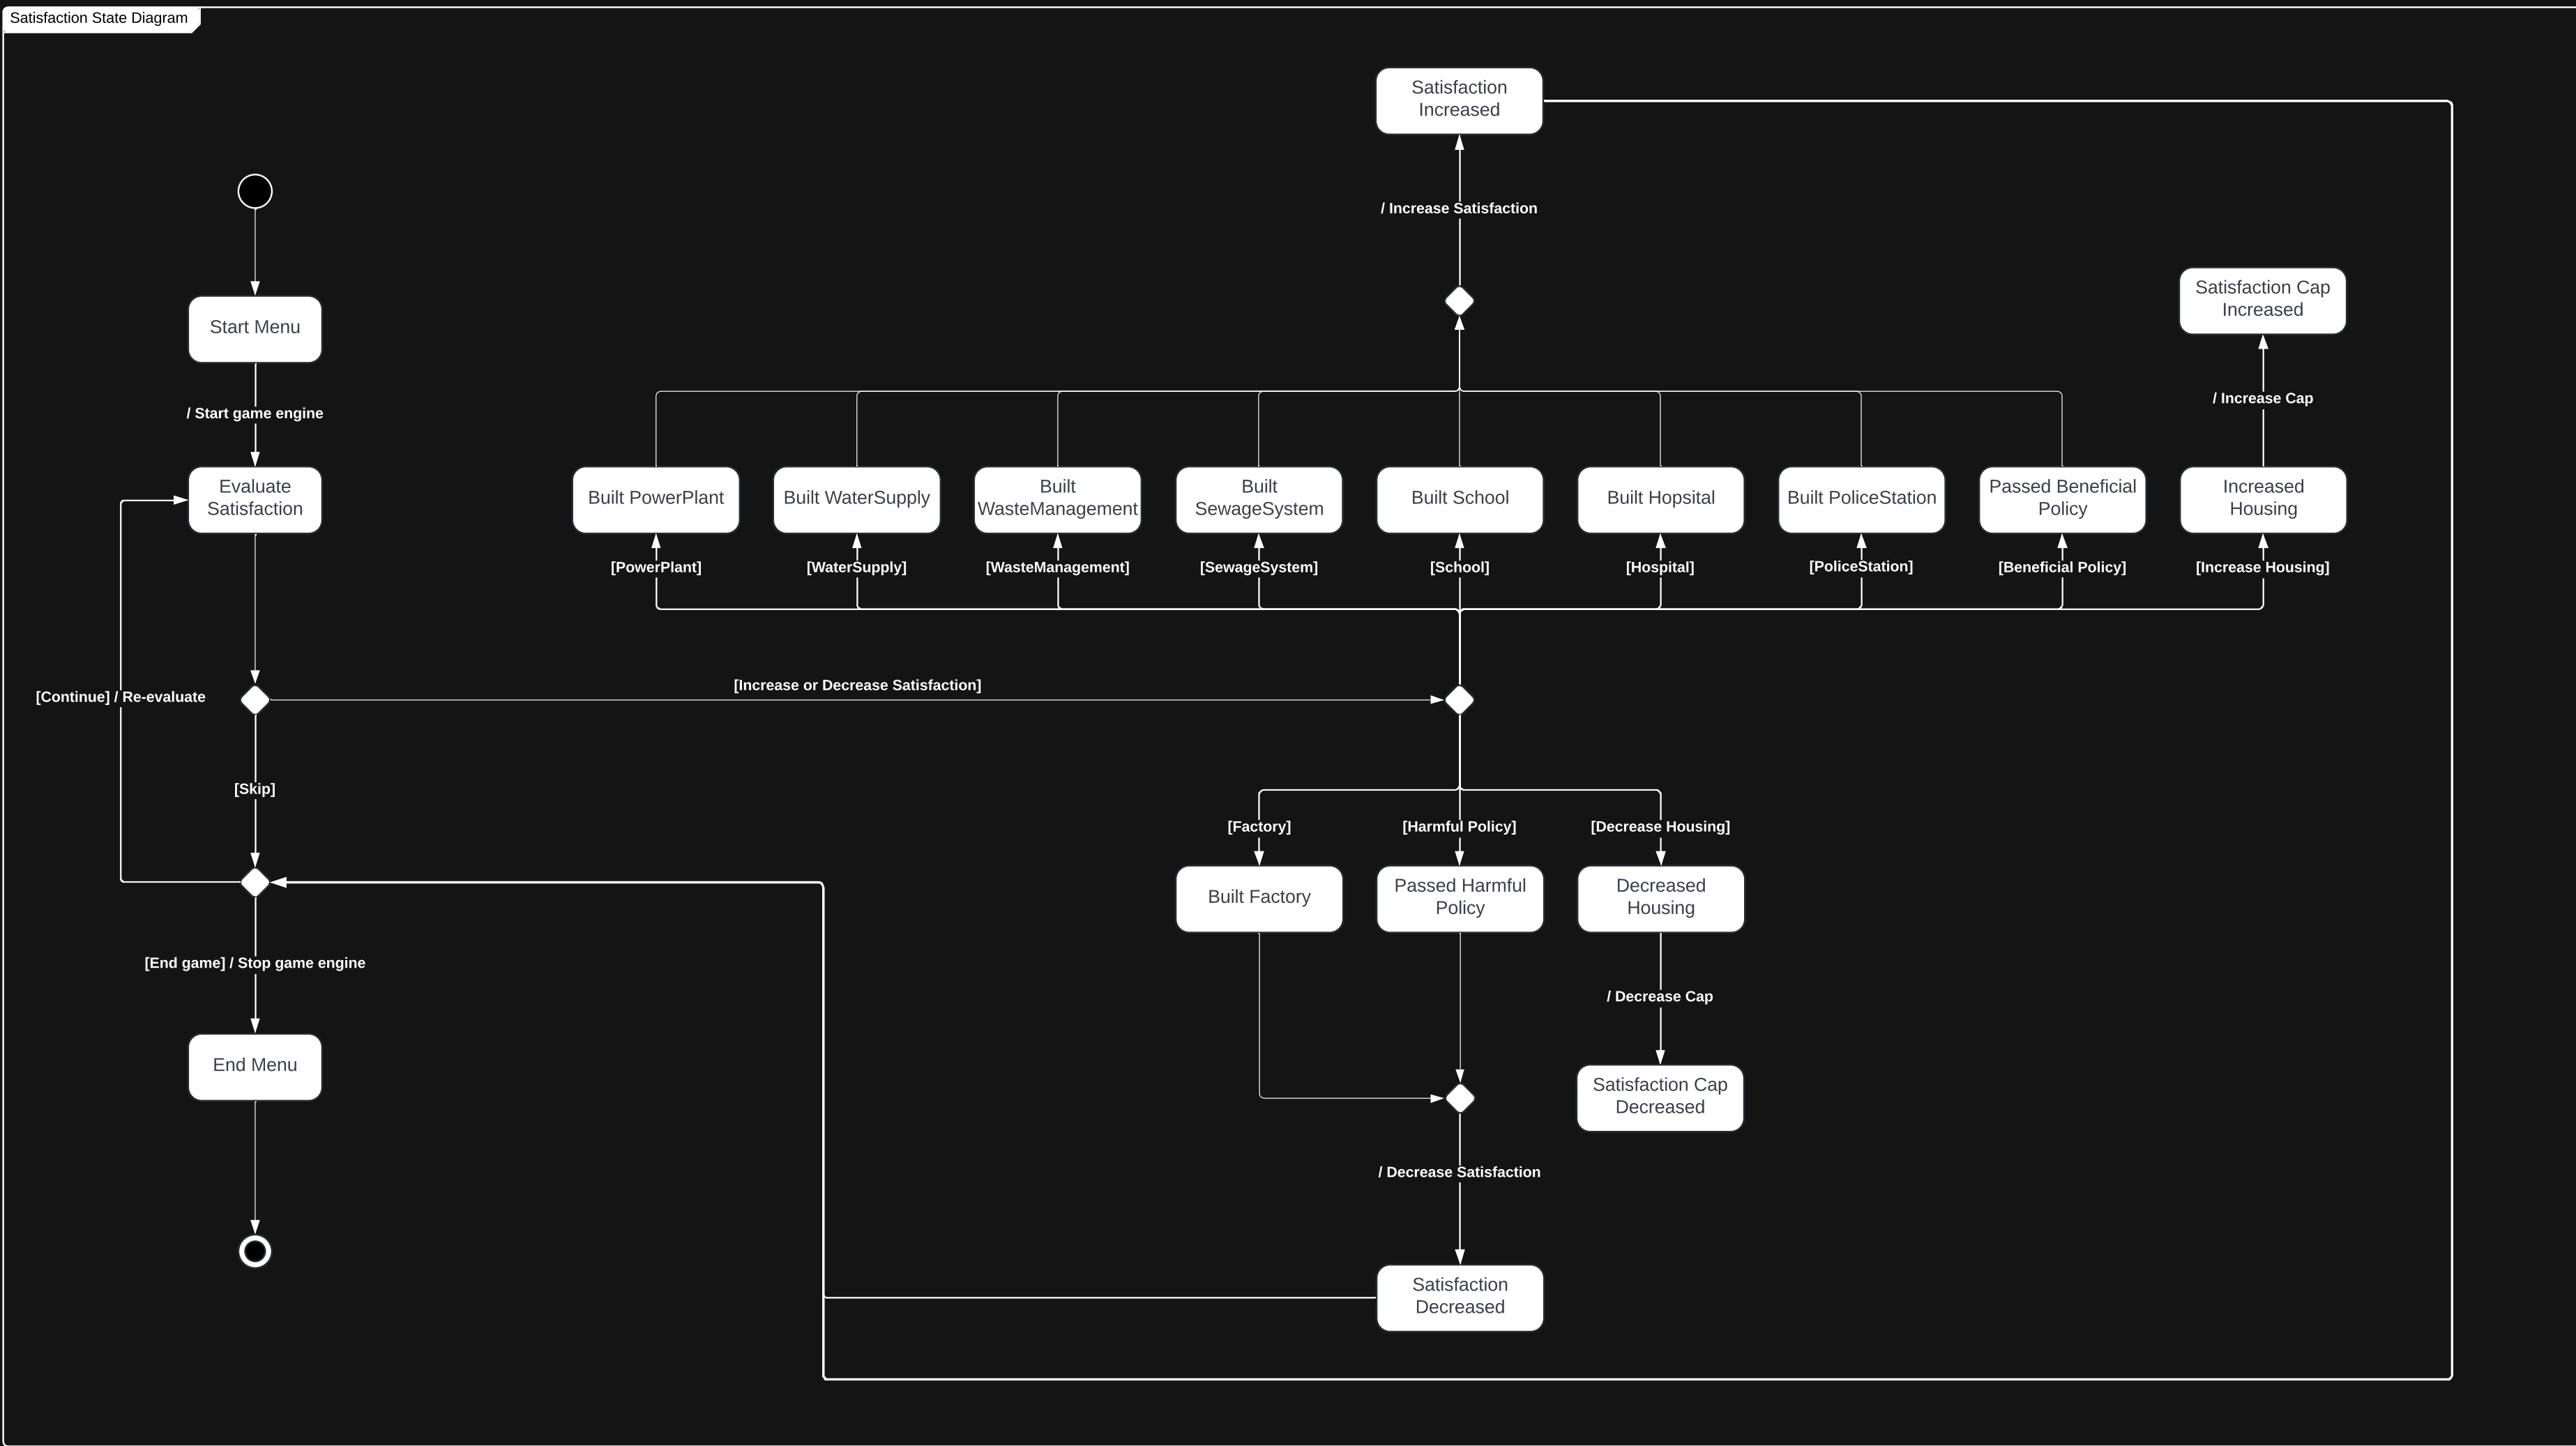 Satisfaction State Diagram
Satisfaction
Increased
/ Increase Satisfaction
Satisfaction Cap
Increased
Start Menu
/ Increase Cap
/ Start game engine
Evaluate
Satisfaction
Built PowerPlant
Built WaterSupply
Built
WasteManagement
Built
SewageSystem
Built School
Built Hopsital
Built PoliceStation
Passed Beneficial
Policy
Increased
Housing
[PowerPlant]
[WaterSupply]
[WasteManagement]
[SewageSystem]
[School]
[Hospital]
[PoliceStation]
[Beneficial Policy]
[Increase Housing]
[Increase or Decrease Satisfaction]
[Continue] / Re-evaluate
[Skip]
[Factory]
[Harmful Policy]
[Decrease Housing]
Built Factory
Passed Harmful
Policy
Decreased
Housing
[End game] / Stop game engine
/ Decrease Cap
End Menu
Satisfaction Cap
Decreased
/ Decrease Satisfaction
Satisfaction
Decreased